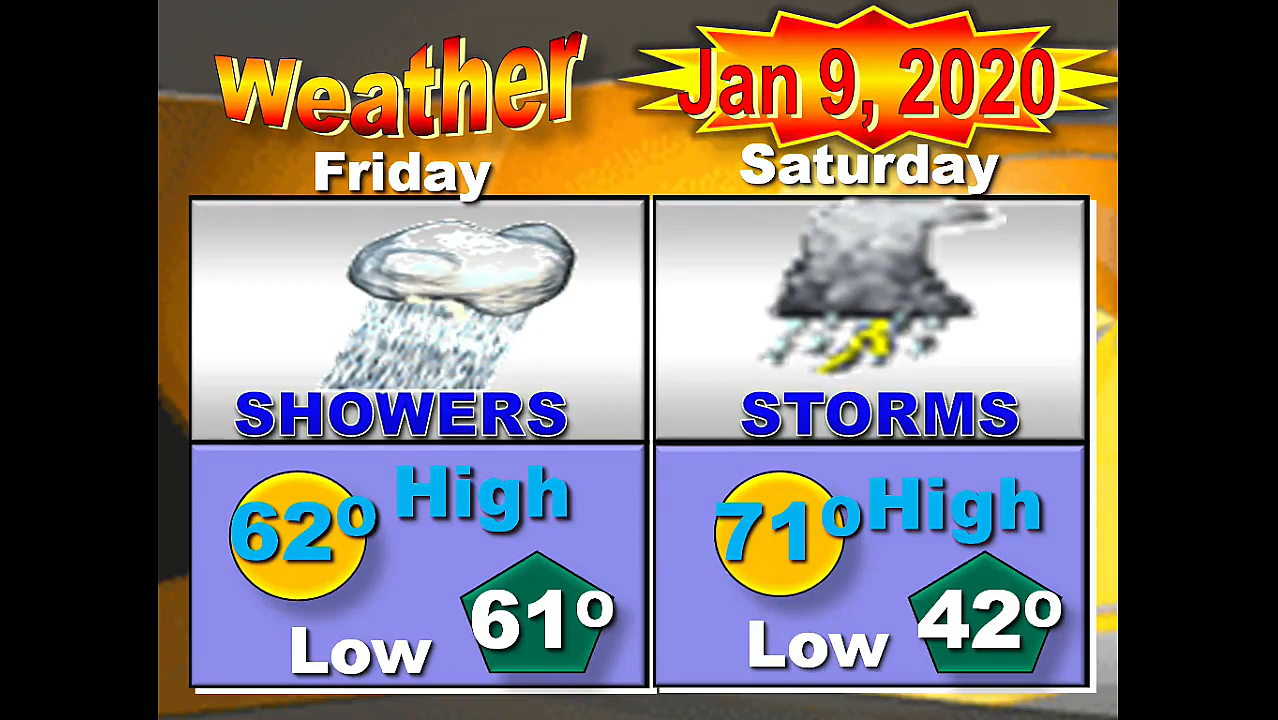 Weather
Jan 9, 2020
Friday
Saturday
SHOWERS
STORMS
62º High
61º
Low
71º High
42º
Low